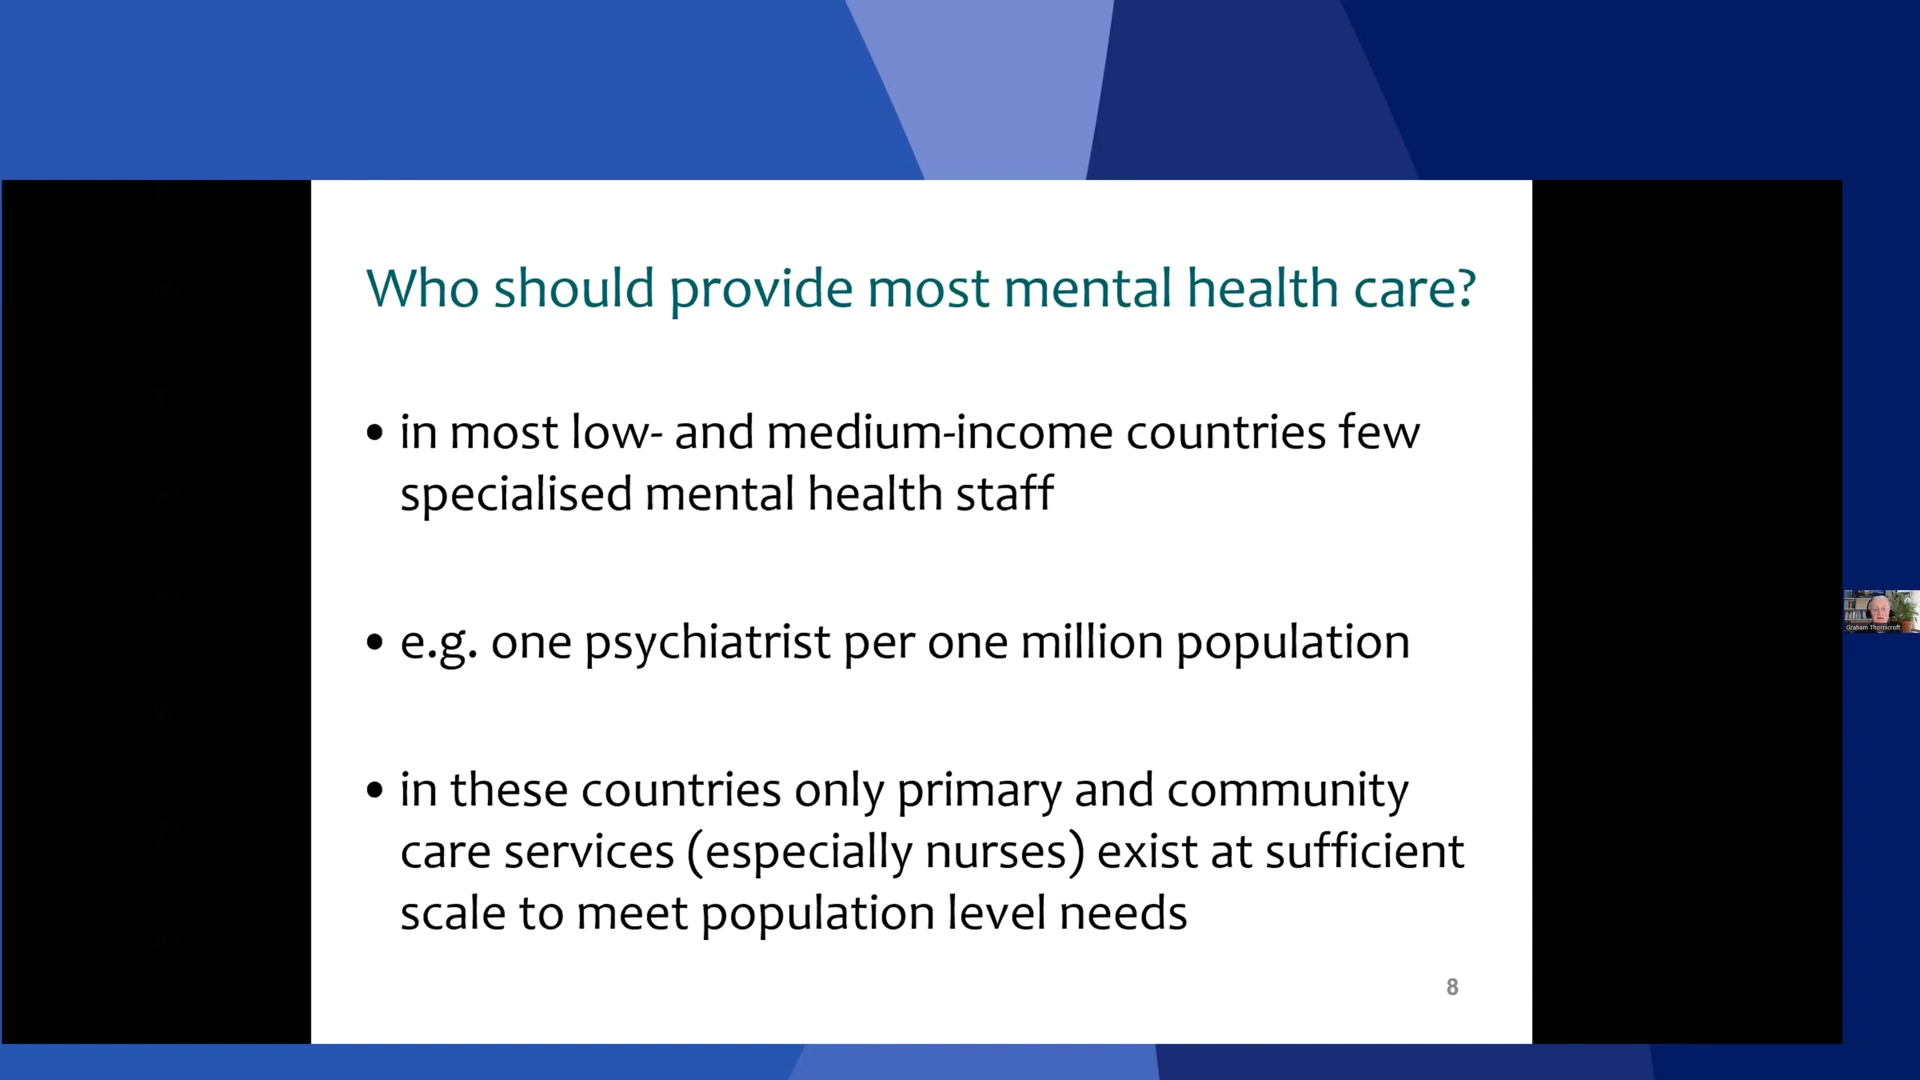 Who should provide most mental health care?
• in most low- and medium-income countries few
specialised mental health staff
• e.g. one psychiatrist per one million population
• in these countries only primary and community
care services (especially nurses) exist at sufficient
scale to meet population level needs
8
Graham Thornicroft